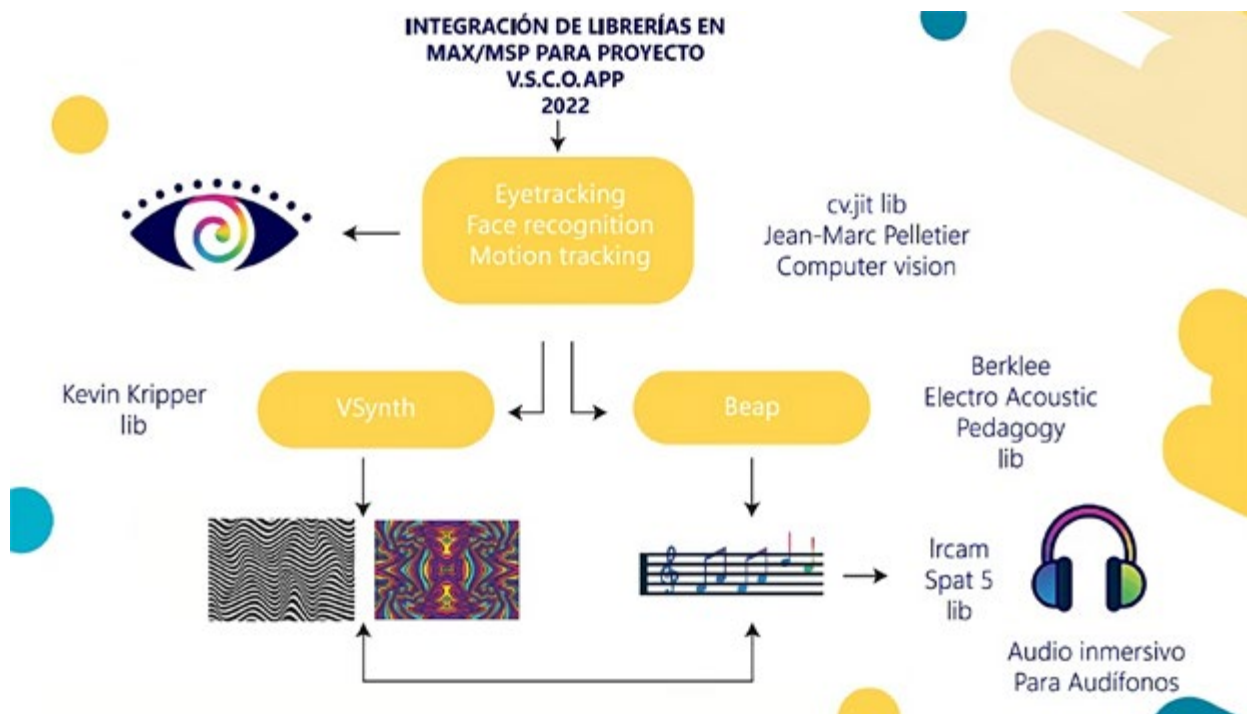 INTEGRACIÓN DE LIBRERÍAS EN
MAX/MSP PARA PROYECTO
V.S.C.O.APP
2022
Eyetracking
Face recognition
Motion tracking
cv.jit lib
Jean-Marc Pelletier
Computer vision
Kevin Kripper
lib
VSynth
Beap
Berklee
Electro Acoustic
Pedagogy
lib
Ircam
Spat 5
lib
Audio inmersivo
Para Audífonos